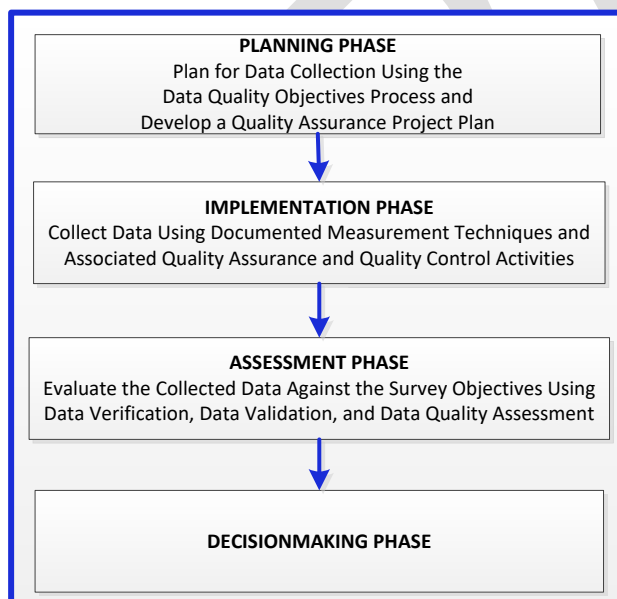 PLANNING PHASE
Plan for Data Collection Using the
Data Quality Objectives Process and
Develop a Quality Assurance Project Plan
IMPLEMENTATION PHASE
Collect Data Using Documented Measurement Techniques and
Associated Quality Assurance and Quality Control Activities
ASSESSMENT PHASE
Evaluate the Collected Data Against the Survey Objectives Using
Data Verification, Data Validation, and Data Quality Assessment
DECISIONMAKING PHASE